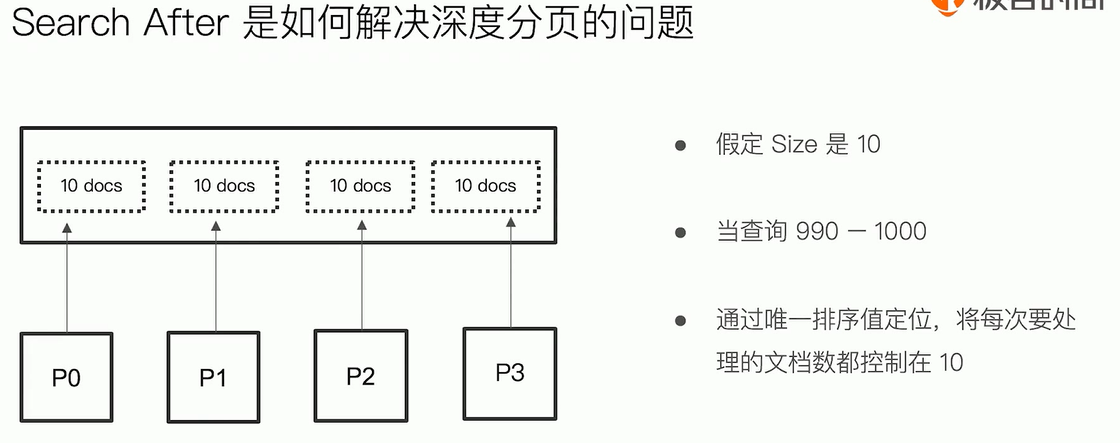 Search After 是如何解决深度分页的问题
10 docs 10 docs 10 docs 10 docs
P0 P1 P2 P3
● 假定 Size 是 10
● 当查询 990 – 1000
● 通过唯一排序值定位，将每次要处
理的文档数都控制在 10